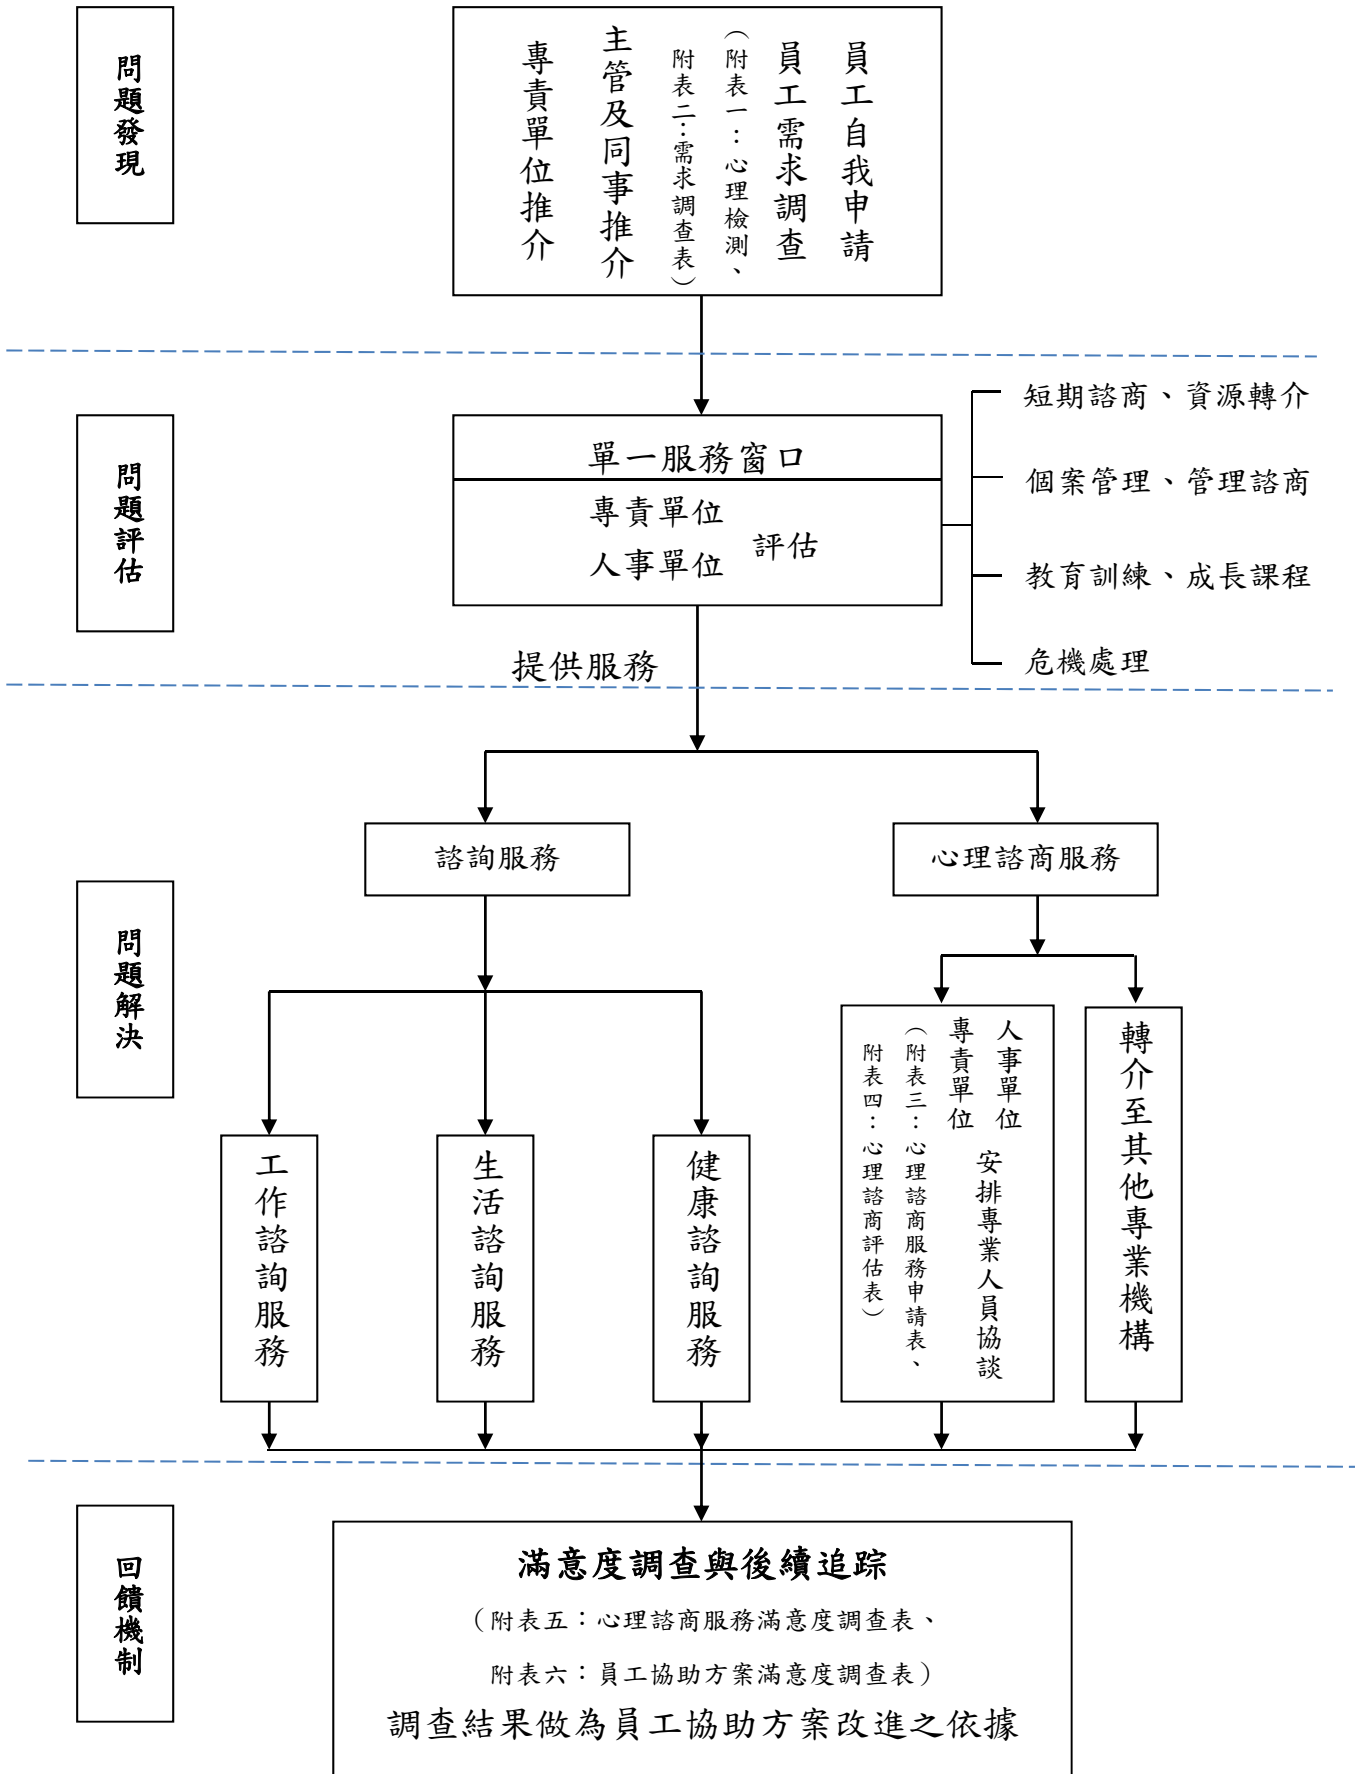 問題發現
員工自我申請
員工需求調查
（附表一：心理檢測、
附表二：需求調查表）
主管及同事推介
專責單位推介
問題評估
單一服務窗口
專責單位
人事單位
評估
短期諮商、資源轉介
個案管理、管理諮商
教育訓練、成長課程
危機處理
提供服務
問題解決
諮詢服務
心理諮商服務
工作諮詢服務
生活諮詢服務
健康諮詢服務
人事單位
專責單位
安排專業人員協談
（附表三：心理諮商服務申請表、
附表四：心理諮商評估表）
轉介至其他專業機構
回饋機制
滿意度調查與後續追踪
（附表五：心理諮商服務滿意度調查表、
附表六：員工協助方案滿意度調查表）
調查結果做為員工協助方案改進之依據